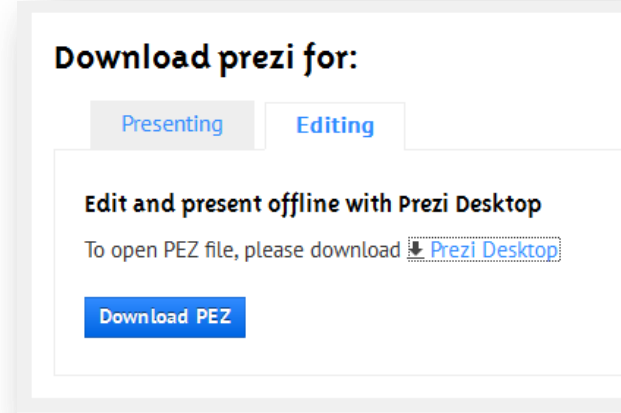 Download prezi for:
Presenting
Editing
Edit and present offline with Prezi Desktop
To open PEZ file, please download Prezi Desktop
Download PEZ